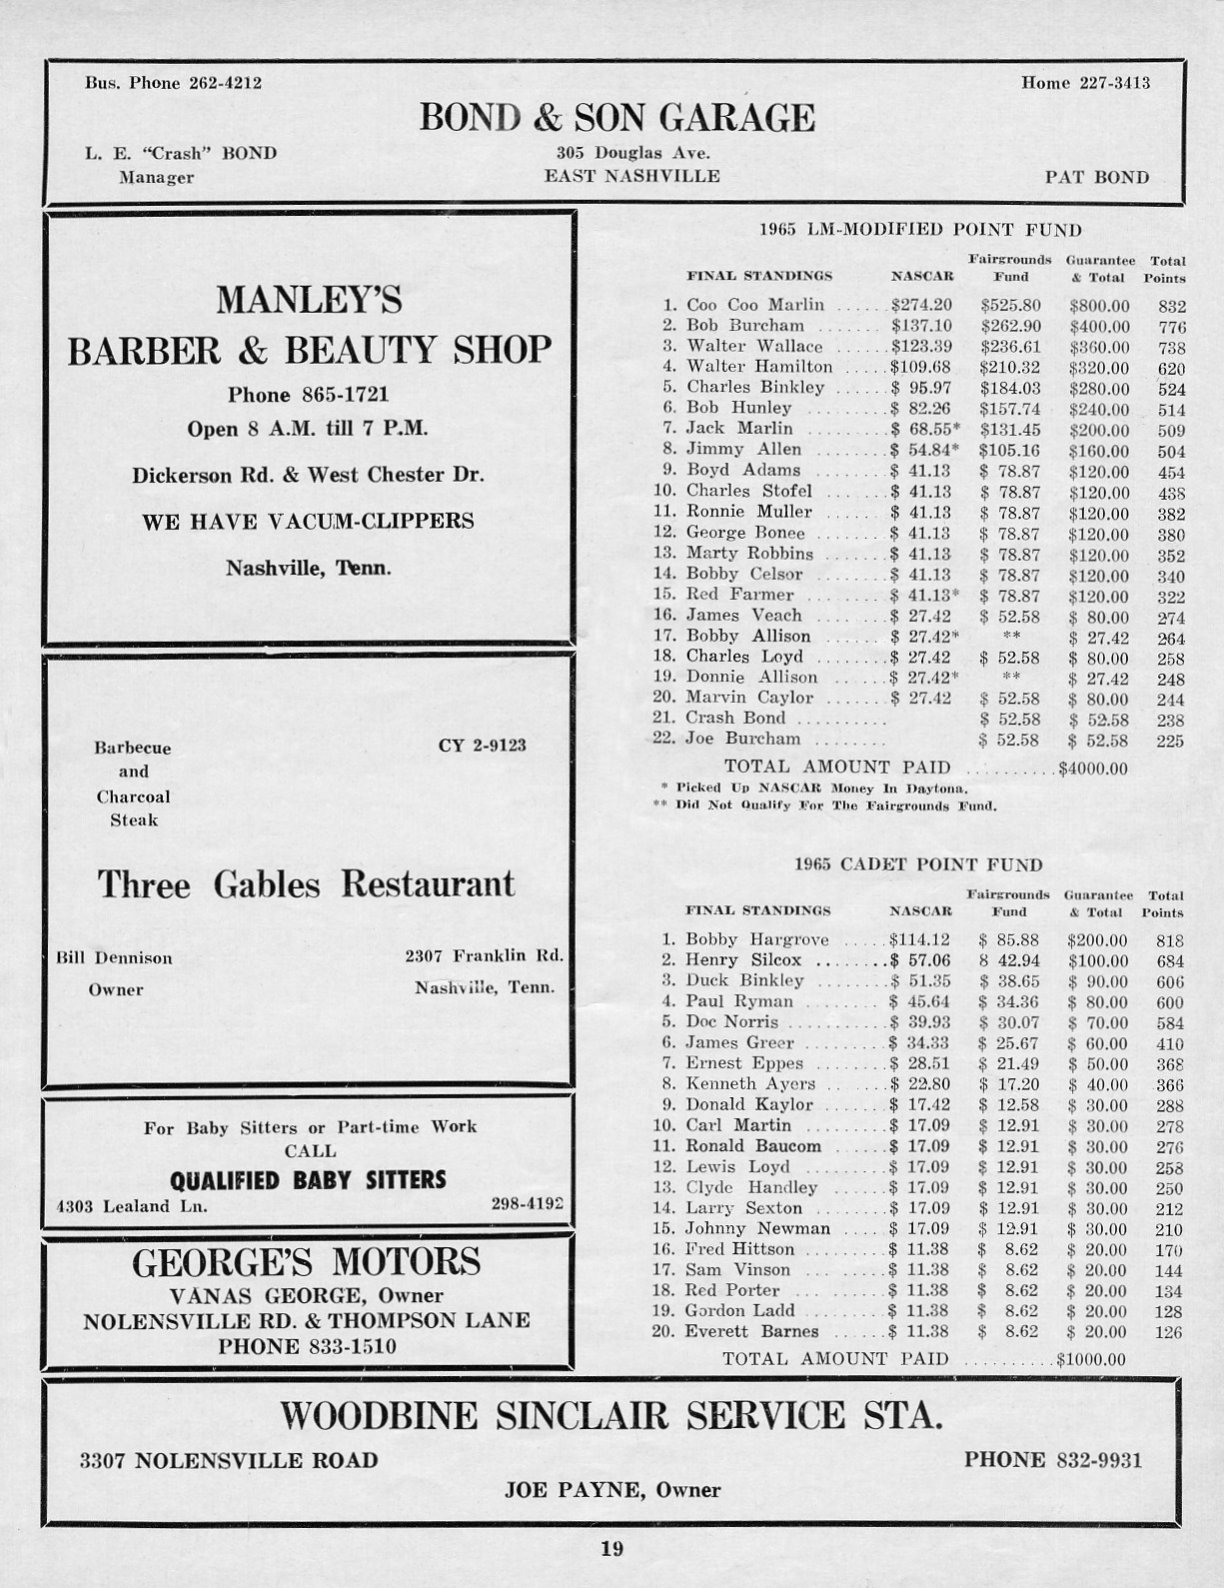 Bus. Phone 262-4212
Home 227-3413
BOND & SON GARAGE
L. E. “Crash” BOND
305 Douglas Ave.
Manager
EAST NASHVILLE
PAT BOND
MANLEY'S
BARBER & BEAUTY SHOP
Phone 865-1721
Open 8 A.M. till 7 P.M.
Dickerson Rd. & West Chester Dr.
WE HAVE VACUM-CLIPPERS
Nashville, Tenn.
Barbecue
CY 2-9123
and
Charcoal
Steak
Three Gables Restaurant
Bill Dennison
2307 Franklin Rd.
Owner
Nashville, Tenn.
For Baby Sitters or Part-time Work
CALL
QUALIFIED BABY SITTERS
4303 Lealand Ln.
298-4192
GEORGE'S MOTORS
VANAS GEORGE, Owner
NOLENSVILLE RD. & THOMPSON LANE
PHONE 833-1510
1965 LM-MODIFIED POINT FUND
Fairgrounds Guarantee Total
FINAL STANDINGS NASCAR Fund & Total Points
1. Coo Coo Marlin ......$274.20 $525.80 $800.00 832
2. Bob Burcham ....... $137.10 $262.90 $400.00 776
3. Walter Wallace ......$123.39 $236.61 $360.00 738
4. Walter Hamilton .....$109.68 $210.32 $320.00 620
5. Charles Binkley ......$ 95.97 $184.03 $280.00 524
6. Bob Hunley .........$ 82.26 $157.74 $240.00 514
7. Jack Marlin .........$ 68.55* $131.45 $200.00 509
8. Jimmy Allen ........$ 54.84* $105.16 $160.00 504
9. Boyd Adams ........$ 41.13 $ 78.87 $120.00 454
10. Charles Stofel .......$ 41.13 $ 78.87 $120.00 438
11. Ronnie Muller .......$ 41.13 $ 78.87 $120.00 382
12. George Bonee .......$ 41.13 $ 78.87 $120.00 380
13. Marty Robbins .......$ 41.13 $ 78.87 $120.00 352
14. Bobby Celsor ........$ 41.13 $ 78.87 $120.00 340
15. Red Farmer .........$ 41.13* $ 78.87 $120.00 322
16. James Veach ........$ 27.42 $ 52.58 $ 80.00 274
17. Bobby Allison ...... $ 27.42* ** $ 27.42 264
18. Charles Loyd ........$ 27.42 $ 52.58 $ 80.00 258
19. Donnie Allison ......$ 27.42* ** $ 27.42 248
20. Marvin Caylor .......$ 27.42 $ 52.58 $ 80.00 244
21. Crash Bond .......... $ 52.58 $ 52.58 238
22. Joe Burcham ........ $ 52.58 $ 52.58 225
TOTAL AMOUNT PAID ..........$4000.00
* Picked Up NASCAR Money In Daytona.
** Did Not Qualify For The Fairgrounds Fund.
1965 CADET POINT FUND
Fairgrounds Guarantee Total
FINAL STANDINGS NASCAR Fund & Total Points
1. Bobby Hargrove .....$114.12 $ 85.88 $200.00 818
2. Henry Silcox ........$ 57.06 8 42.94 $100.00 684
3. Duck Binkley ........$ 51.35 $ 38.65 $ 90.00 606
4. Paul Ryman ........ $ 45.64 $ 34.36 $ 80.00 600
5. Doc Norris ...........$ 39.93 $ 30.07 $ 70.00 584
6. James Greer .........$ 34.33 $ 25.67 $ 60.00 410
7. Ernest Eppes ........$ 28.51 $ 21.49 $ 50.00 368
8. Kenneth Ayers .. ....$ 22.80 $ 17.20 $ 40.00 366
9. Donald Kaylor .......$ 17.42 $ 12.58 $ 30.00 288
10. Carl Martin .........$ 17.09 $ 12.91 $ 30.00 278
11. Ronald Baucom ......$ 17.09 $ 12.91 $ 30.00 276
12. Lewis Loyd .........$ 17.09 $ 12.91 $ 30.00 258
13. Clyde Handley ......$ 17.09 $ 12.91 $ 30.00 250
14. Larry Sexton ........$ 17.09 $ 12.91 $ 30.00 212
15. Johnny Newman .....$ 17.09 $ 12.91 $ 30.00 210
16. Fred Hittson .........$ 11.38 $ 8.62 $ 20.00 170
17. Sam Vinson ... .....$ 11.38 $ 8.62 $ 20.00 144
18. Red Porter ... ......$ 11.38 $ 8.62 $ 20.00 134
19. Gordon Ladd .........$ 11.38 $ 8.62 $ 20.00 128
20. Everett Barnes ......$ 11.38 $ 8.62 $ 20.00 126
TOTAL AMOUNT PAID ..........$1000.00
WOODBINE SINCLAIR SERVICE STA.
3307 NOLENSVILLE ROAD
PHONE 832-9931
JOE PAYNE, Owner
19